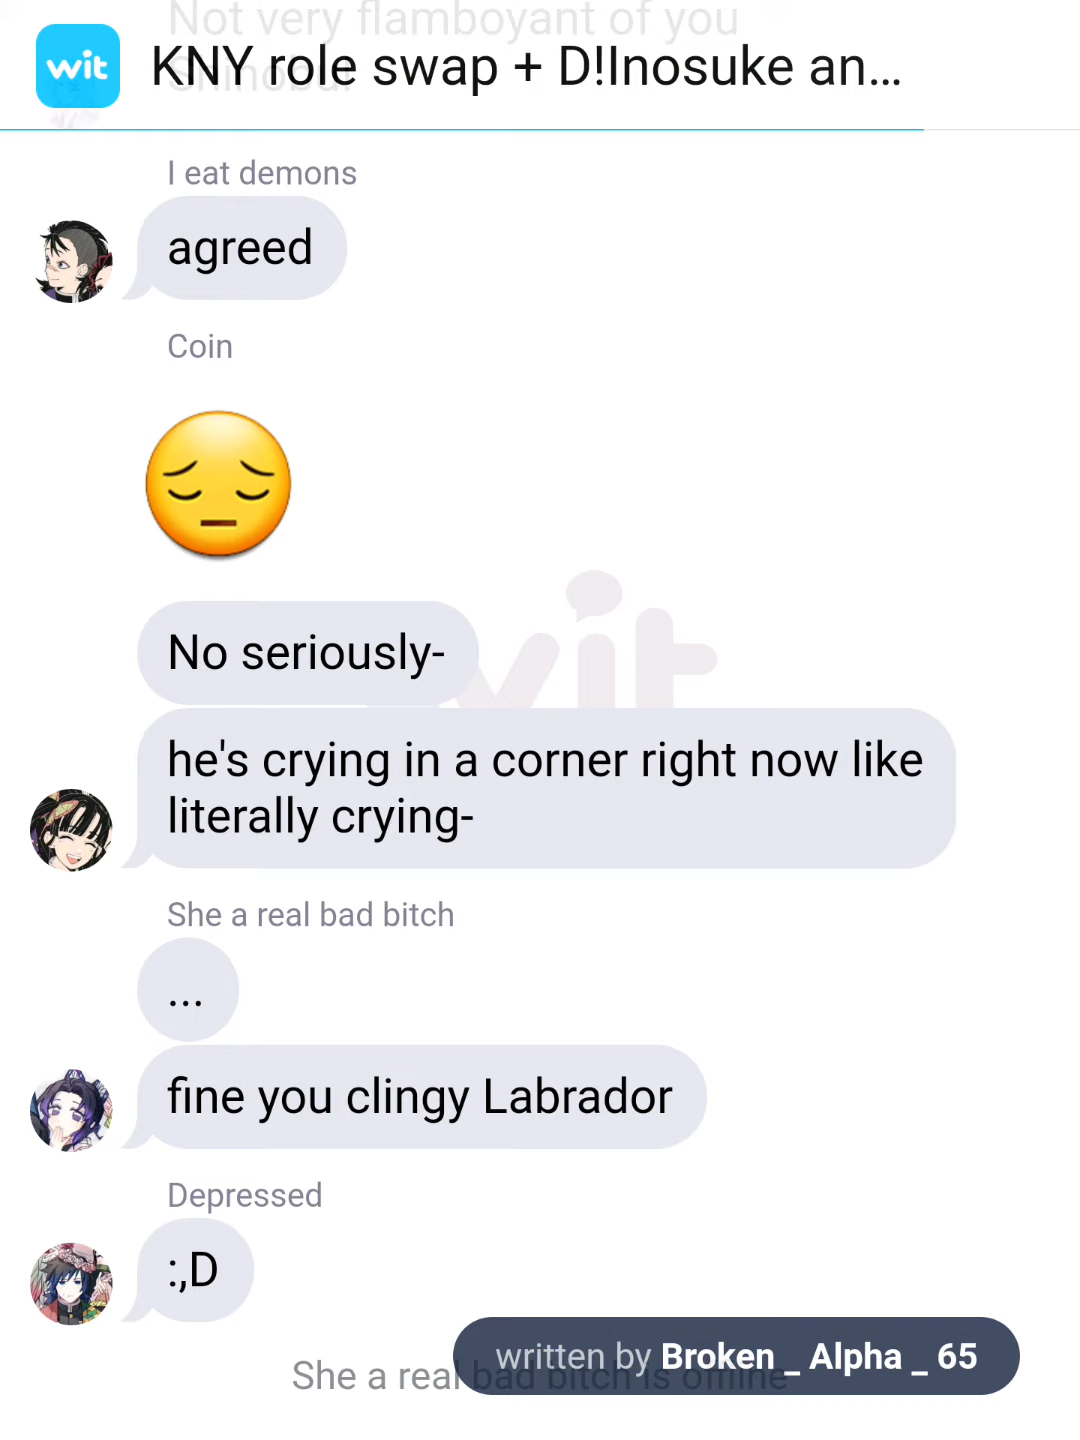 Not very flamboyant of you
Shinobu!
wit
KNY role swap + D!Inosuke an...
I eat demons
agreed
Coin
No seriously-
wit
he's crying in a corner right now like
literally crying-
She a real bad bitch
...
fine you clingy Labrador
Depressed
:,D
written by Broken _ Alpha _ 65
She a real bad bitch is offline